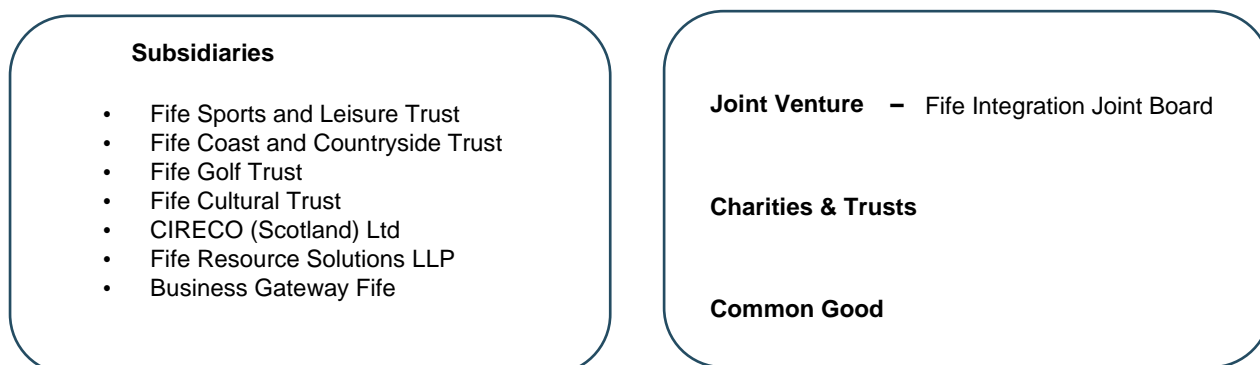 Subsidiaries
• Fife Sports and Leisure Trust
• Fife Coast and Countryside Trust
• Fife Golf Trust
• Fife Cultural Trust
• CIRECO (Scotland) Ltd
• Fife Resource Solutions LLP
• Business Gateway Fife
Joint Venture – Fife Integration Joint Board
Charities & Trusts
Common Good